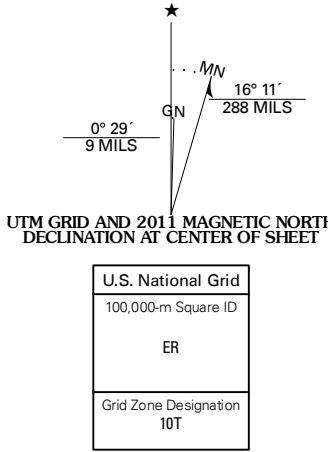 ★
MN
GN
0° 29´
9 MILS
16° 11´
288 MILS
UTM GRID AND 2011 MAGNETIC NORTH
DECLINATION AT CENTER OF SHEET
U.S. National Grid
100,000-m Square ID
ER
Grid Zone Designation
10T